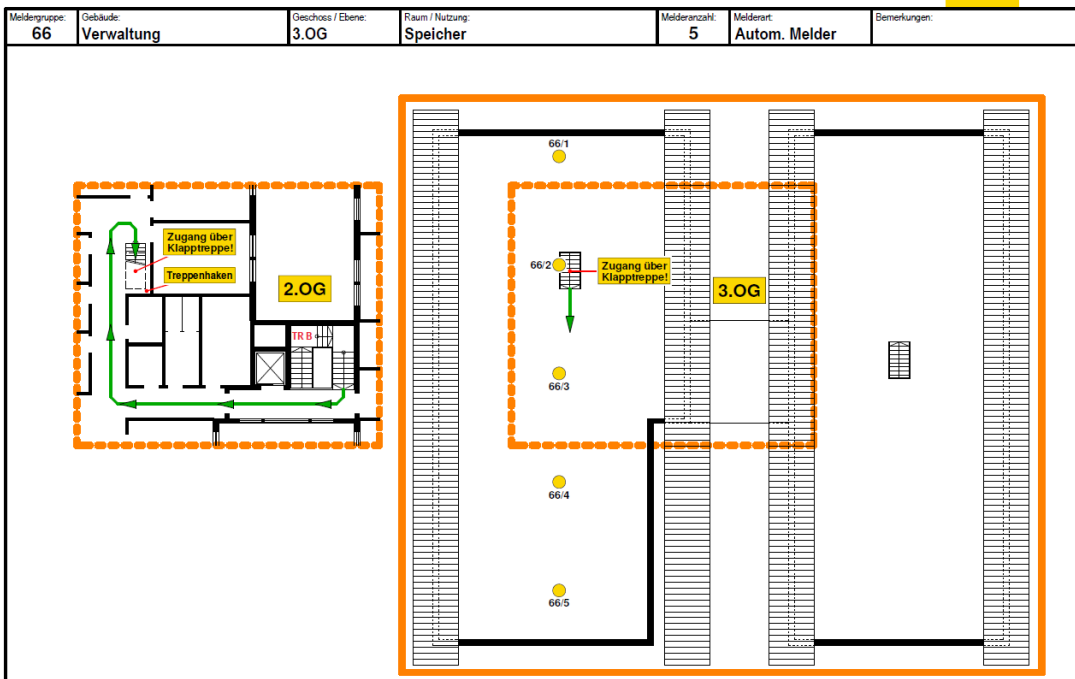 Meldergruppe:
66
Gebäude:
Verwaltung
Geschoss / Ebene:
3.OG
Raum / Nutzung:
Speicher
Melderanzahl:
5
Melderart:
Autom. Melder
Bemerkungen:
66/1
Zugang über
Klapptreppe!
Treppenhaken
2.OG
TR B
66/2
Zugang über
Klapptreppe!
3.OG
66/3
66/4
66/5